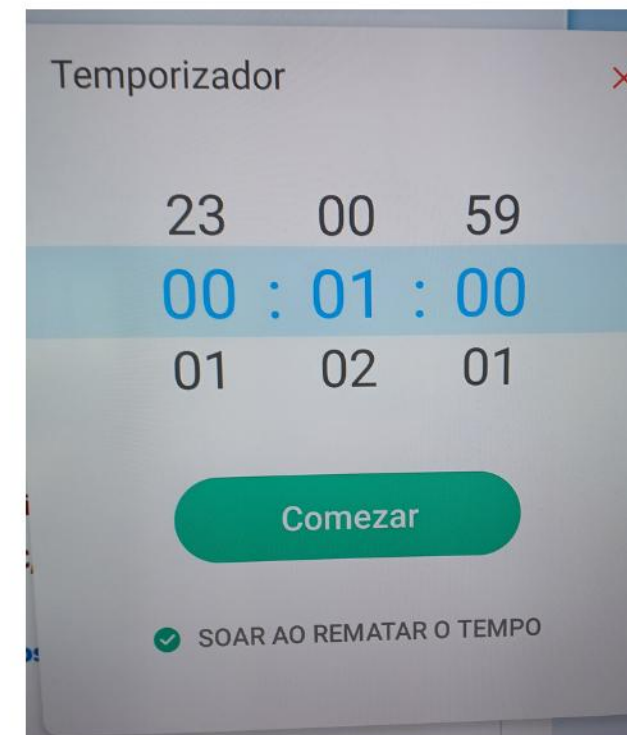 Temporizador
23 00 59
00 : 01 : 00
01 02 01
Comezar
SOAR AO REMATAR O TEMPO